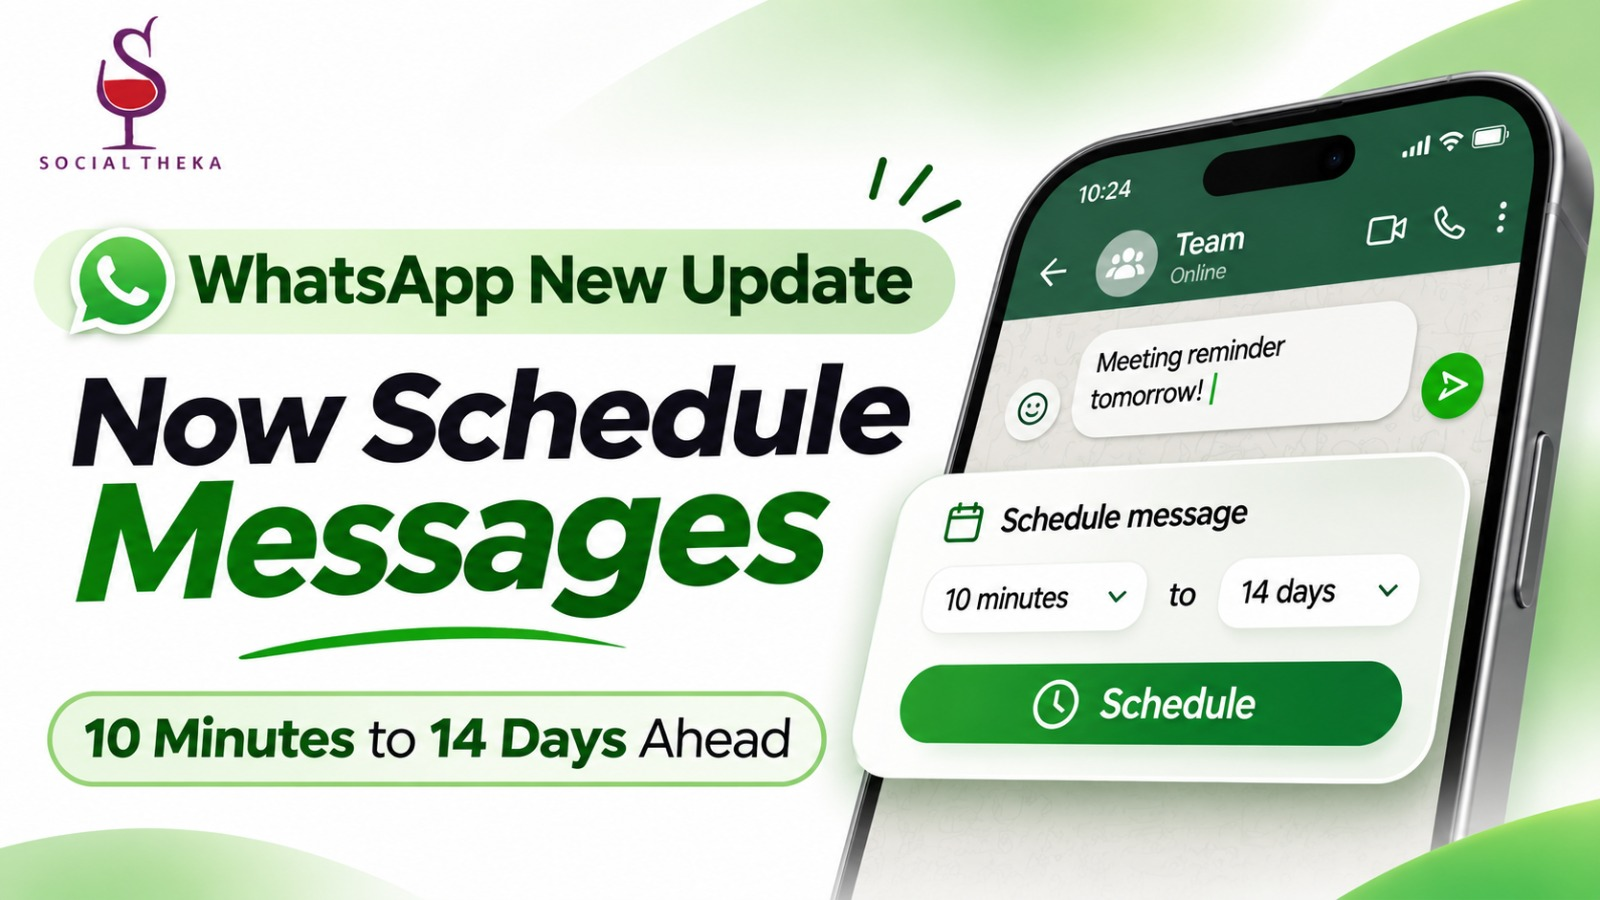 SOCIAL THEKA
WhatsApp New Update
Now Schedule
Messages
10 Minutes to 14 Days Ahead
10:24
Team
Online
Meeting reminder
tomorrow!
Schedule message
10 minutes to 14 days
Schedule